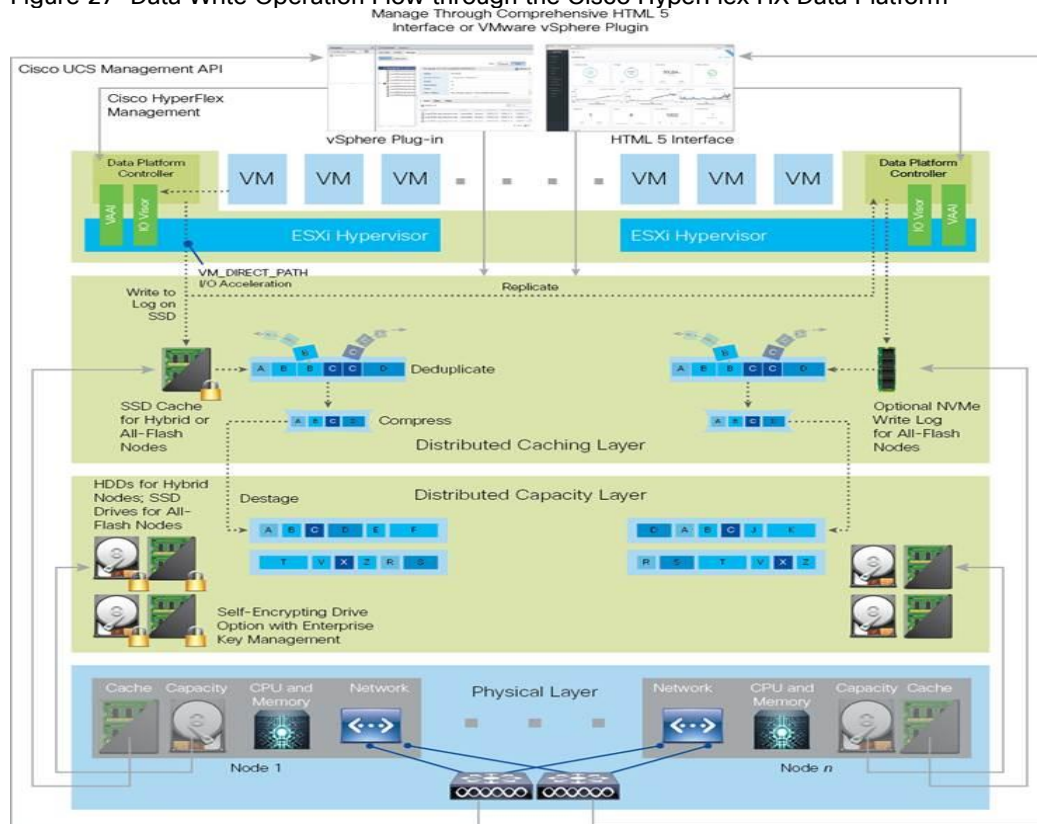 Figure 27 Data Write Operation Flow through the Cisco HyperFlex HX Data Platform
Manage Through Comprehensive HTML 5
Interface or VMware vSphere Plugin
Cisco UCS Management API
Cisco HyperFlex
Management
vSphere Plug-in
HTML 5 Interface
Data Platform
Controller
VM
VM
VM
VM
VM
VM
Data Platform
Controller
VAAI
IO Visor
IO Visor
VAAI
ESXi Hypervisor
ESXi Hypervisor
VM_DIRECT_PATH
I/O Acceleration
Write to
Log on
SSD
Replicate
B
C
B
C
A B B C C D
Deduplicate
A B B C C D
SSD Cache
for Hybrid or
All-Flash
Nodes
A B C D
Compress
A B C D
Optional NVMe
Write Log
for All-Flash
Nodes
Distributed Caching Layer
HDDs for Hybrid
Nodes; SSD
Drives for All-
Flash Nodes
Destage
Distributed Capacity Layer
A B C D E F
D A B C J K
T V X Z R S
R S T V X Z
Self-Encrypting Drive
Option with Enterprise
Key Management
Cache
Capacity
CPU and
Memory
Network
Physical Layer
Network
CPU and
Memory
Capacity
Cache
Node 1
Node n